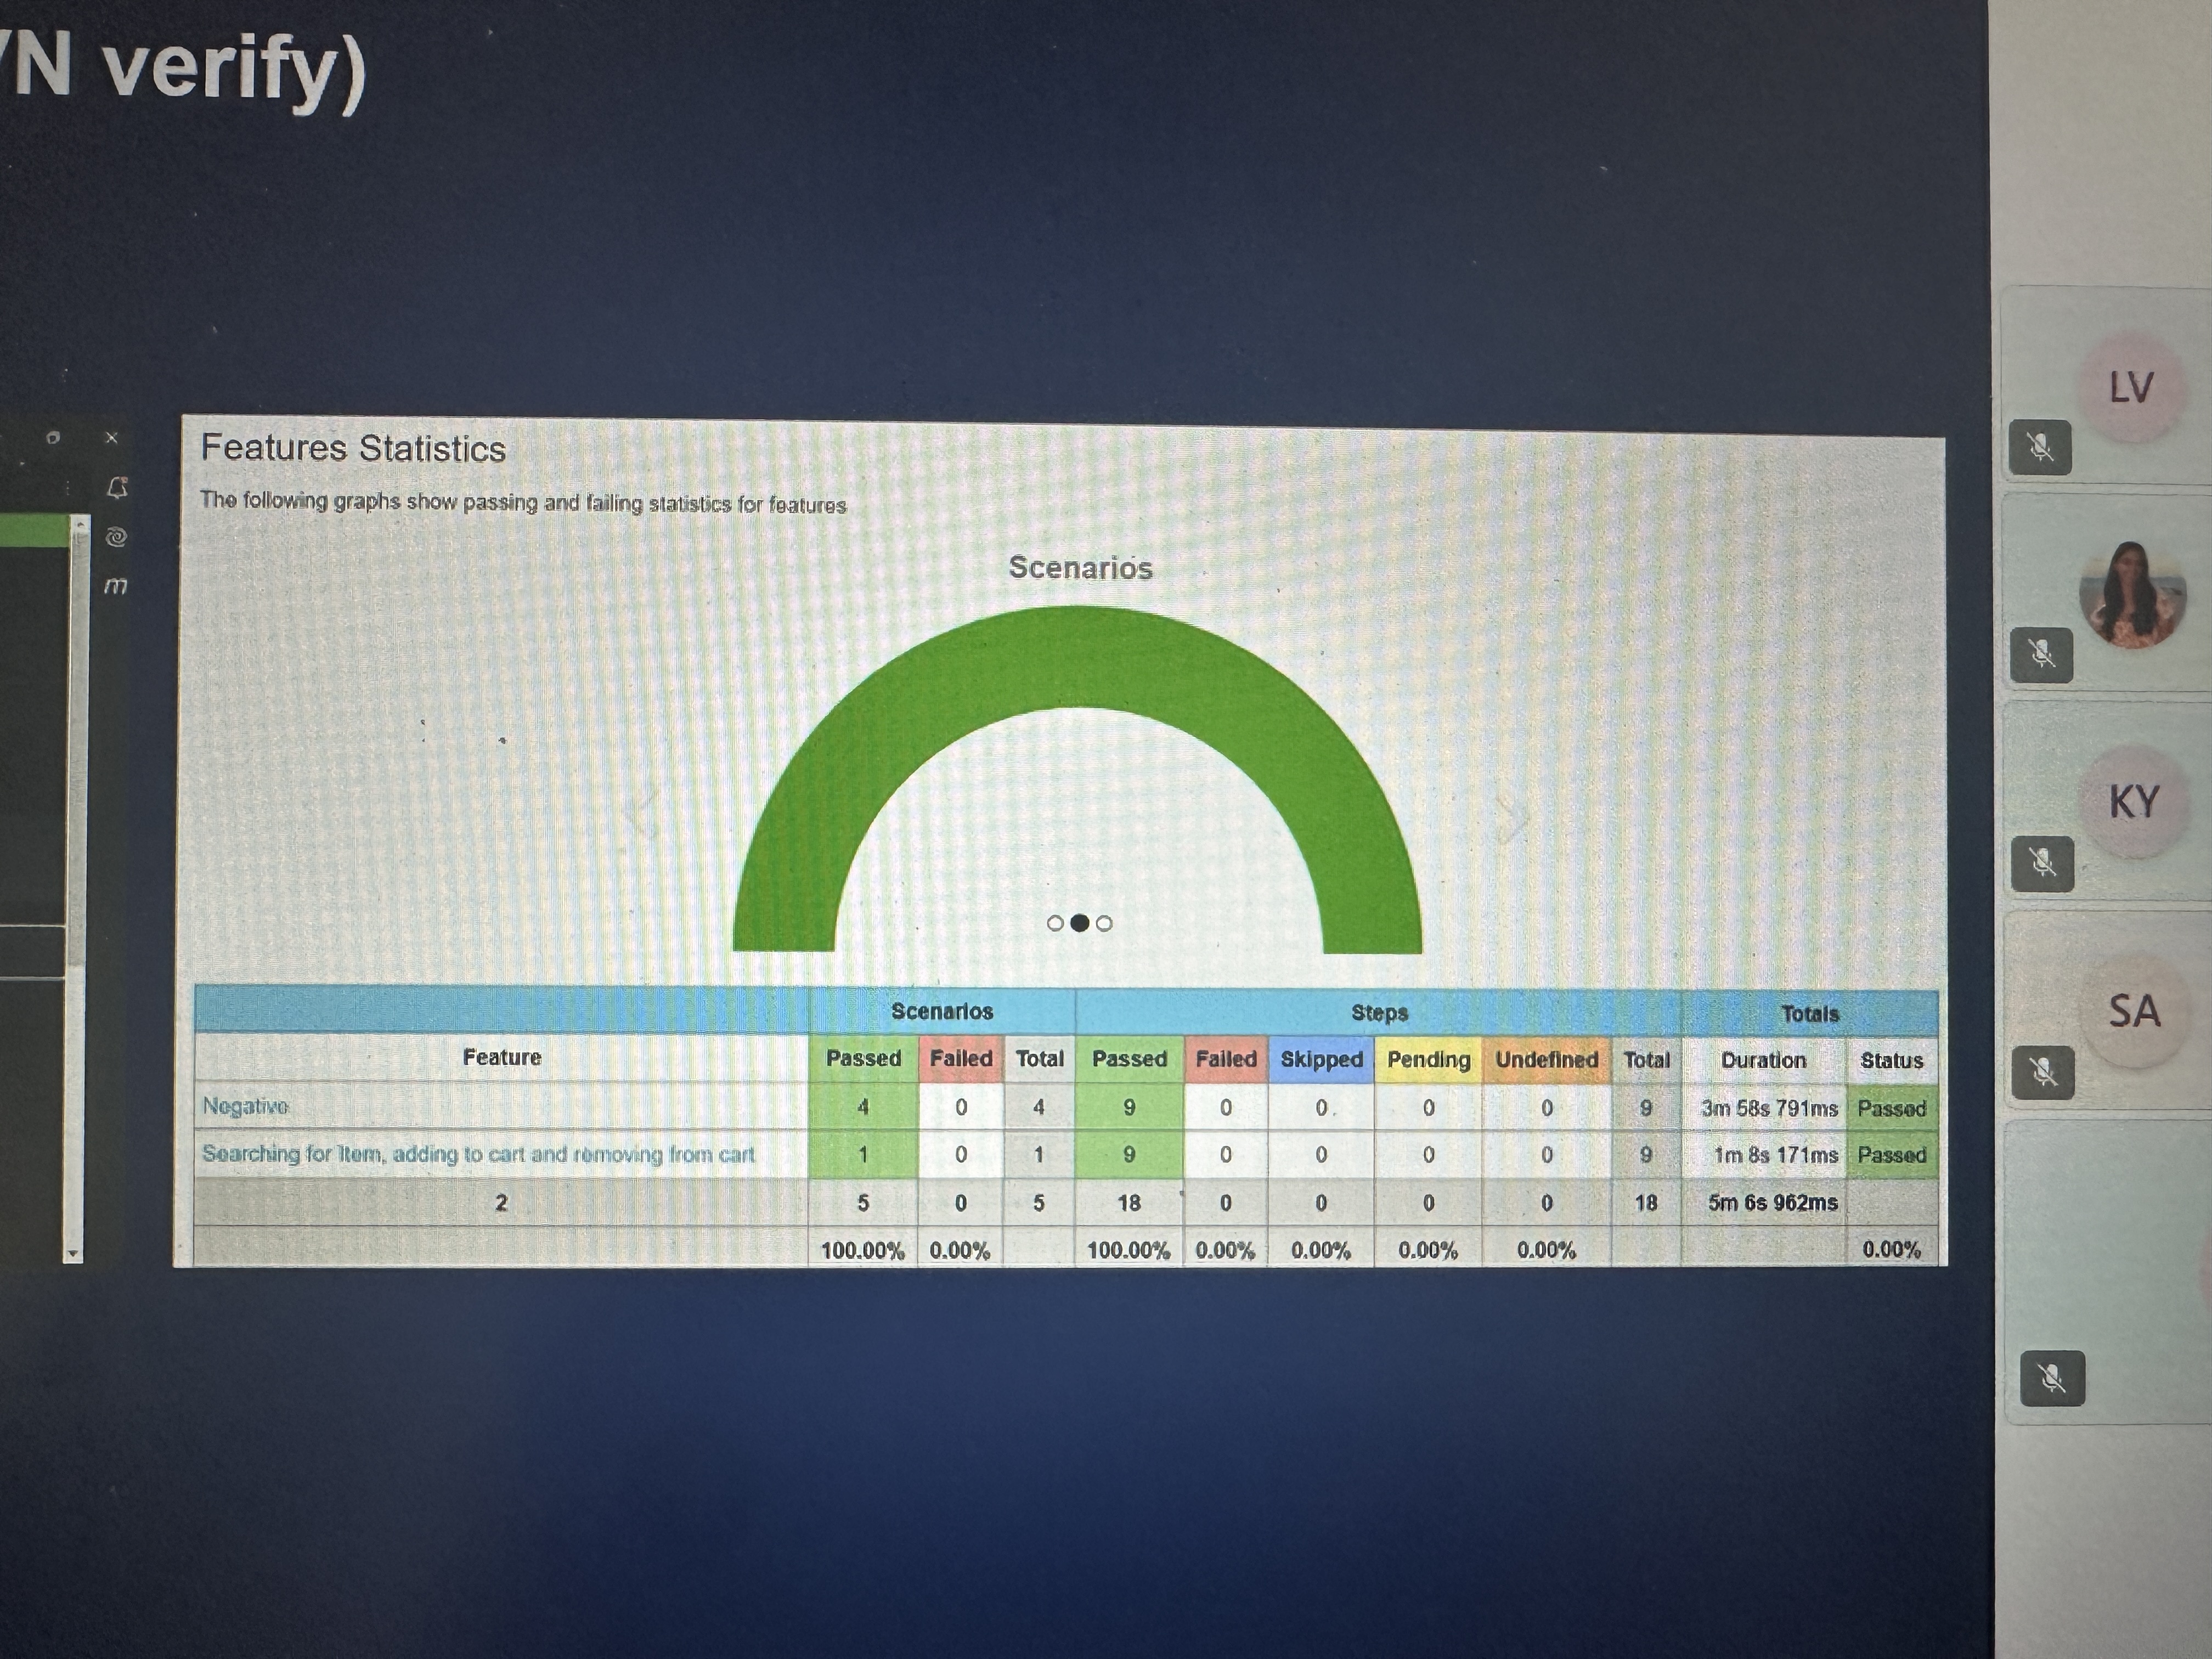 /N verify)
Features Statistics
The following graphs show passing and failing statistics for features
Scenarios
Scenarios Steps Totals
Feature Passed Failed Total Passed Failed Skipped Pending Undefined Total Duration Status
Negative 4 0 4 9 0 0 0 0 9 3m 58s 791ms Passed
Searching for item, adding to cart and removing from cart 1 0 1 9 0 0 0 0 9 1m 8s 171ms Passed
2 5 0 5 18 0 0 0 0 18 5m 6s 962ms
100.00% 0.00% 100.00% 0.00% 0.00% 0.00% 0.00% 0.00%
m
LV
KY
SA